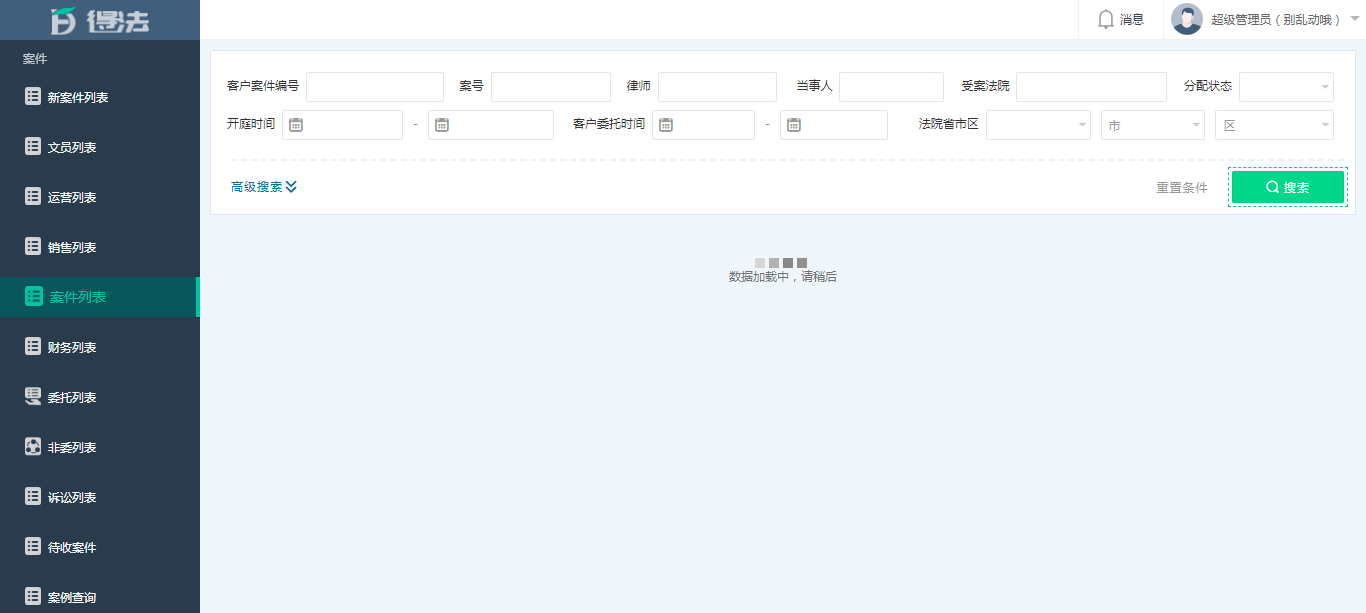 得法
消息
超级管理员（别乱动哦）
案件
新案件列表
文员列表
运营列表
销售列表
案件列表
财务列表
委托列表
非委列表
诉讼列表
待收案件
案例查询
客户案件编号 案号 律师 当事人 受案法院 分配状态
开庭时间 - 客户委托时间 - 法院省市区 市 区
高级搜索 重置条件 搜索
数据加载中，请稍后